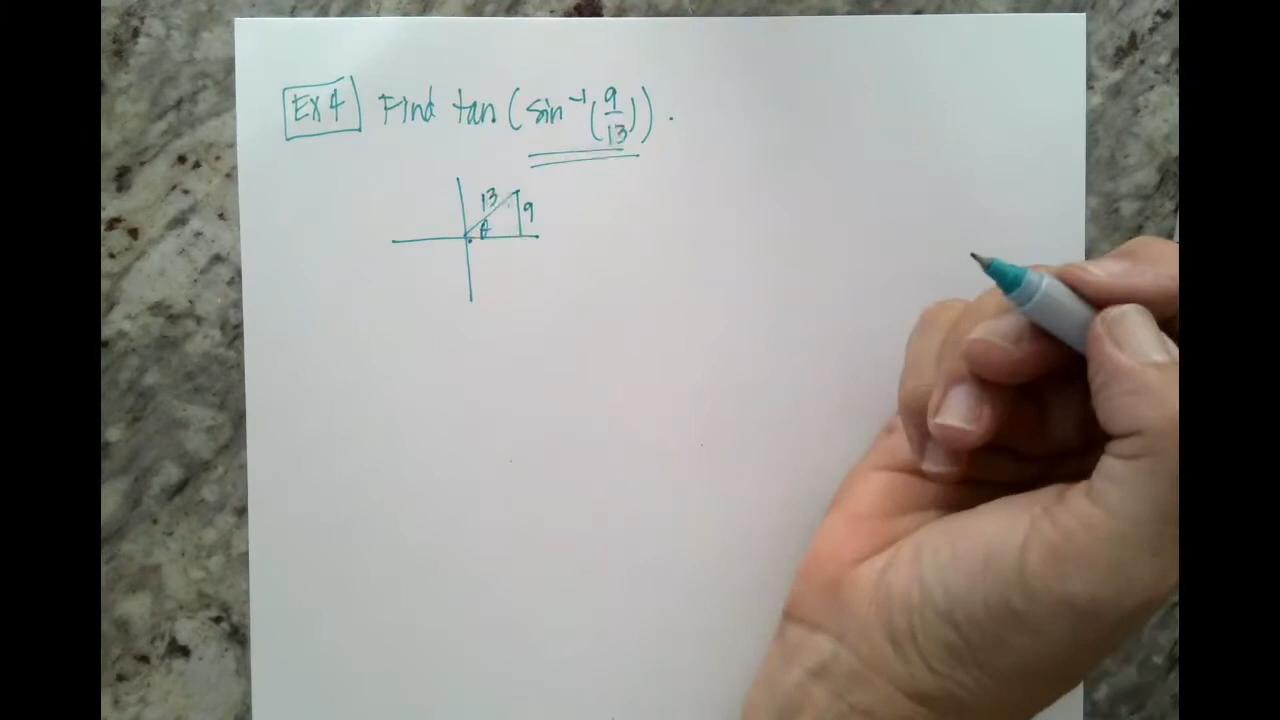 Ex 4 Find tan (sin⁻¹(9/13)).
13
9
θ